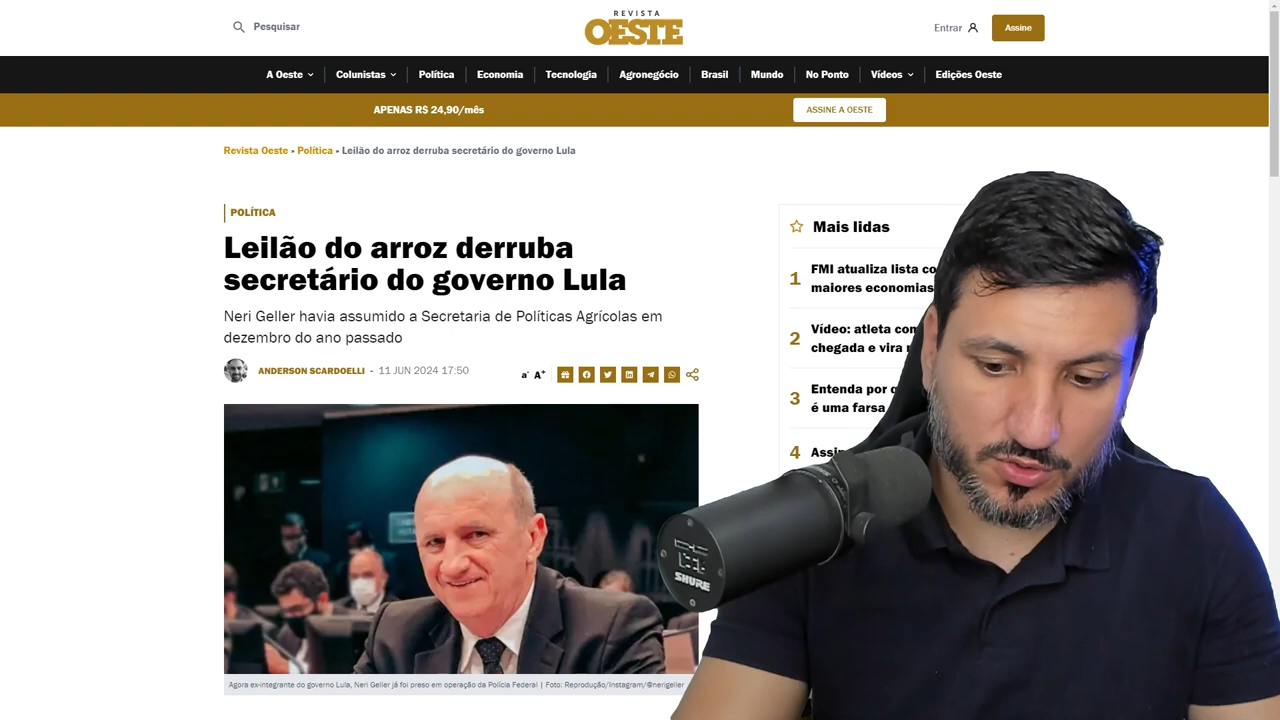 Pesquisar
REVISTA
OESTE
Entrar
Assine
A Oeste
Colunistas
Política
Economia
Tecnologia
Agronegócio
Brasil
Mundo
No Ponto
Vídeos
Edições Oeste
APENAS R$ 24,90/mês
ASSINE A OESTE
Revista Oeste » Política » Leilão do arroz derruba secretário do governo Lula
POLÍTICA
Leilão do arroz derruba
secretário do governo Lula
Neri Geller havia assumido a Secretaria de Políticas Agrícolas em
dezembro do ano passado
ANDERSON SCARDOELLI - 11 JUN 2024 17:50
a- A+
Agora ex-integrante do governo Lula, Neri Geller já foi preso em operação da Polícia Federal | Foto: Reprodução/Instagram/@nerigeller
Mais lidas
1 FMI atualiza lista
maiores economias
2 Vídeo: atleta
chegada e vira
3 Entenda por
é uma farsa
4
SHURE